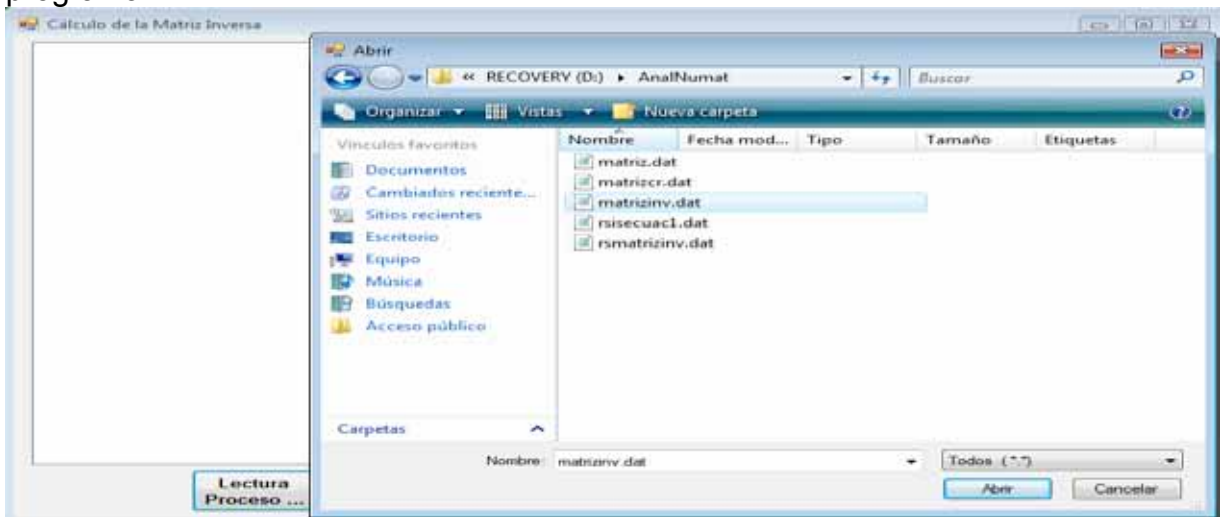 Calculo de la Matriz Inversa
Abrir
« RECOVERY (D:) ▸ AnalNumat
Buscar
Organizar
Vistas
Nueva carpeta
Vínculos favoritos
Nombre
Fecha mod...
Tipo
Tamaño
Etiquetas
Documentos
Cambiados reciente...
Sitios recientes
Escritorio
Equipo
Música
Búsquedas
Acceso público
matriz.dat
matrizcr.dat
matrizinv.dat
rsisecuac1.dat
rsmatrizinv.dat
Carpetas
Nombre:
matrizinv.dat
Todos (*.*)
Lectura
Proceso ...
Abrir
Cancelar